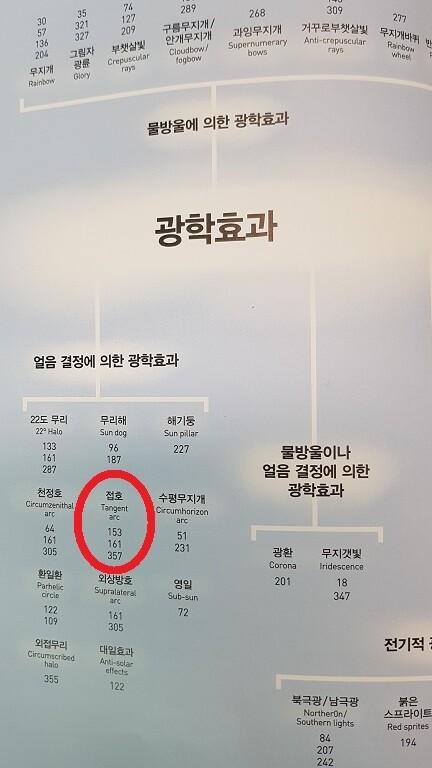 30
57
136
204
무지개
Rainbow
35
321
327
그림자
광륜
Glory
74
127
209
부챗살빛
Crepuscular
rays
289
구름무지개/
안개무지개
Cloudbow/
fogbow
268
과잉무지개
Supernumerary
bows
309
거꾸로부챗살빛
Anti-crepuscular
rays
277
무지개바퀴
Rainbow
wheel
물방울에 의한 광학효과
광학효과
얼음 결정에 의한 광학효과
22도 무리
22° Halo
133
161
287
무리해
Sun dog
96
187
해기둥
Sun pillar
227
천정호
Circumzenithal
arc
64
161
305
접호
Tangent
arc
153
161
357
수평무지개
Circumhorizon
arc
51
231
환일환
Parhelic
circle
122
109
외상방호
Supralateral
arc
161
305
영일
Sub-sun
72
외접무리
Circumscribed
halo
355
대일효과
Anti-solar
effects
122
물방울이나
얼음 결정에 의한
광학효과
광환
Corona
201
무지갯빛
Iridescence
18
347
전기적
북극광/남극광
Norther0n/
Southern lights
84
207
242
붉은
스프라이트
Red sprites
194